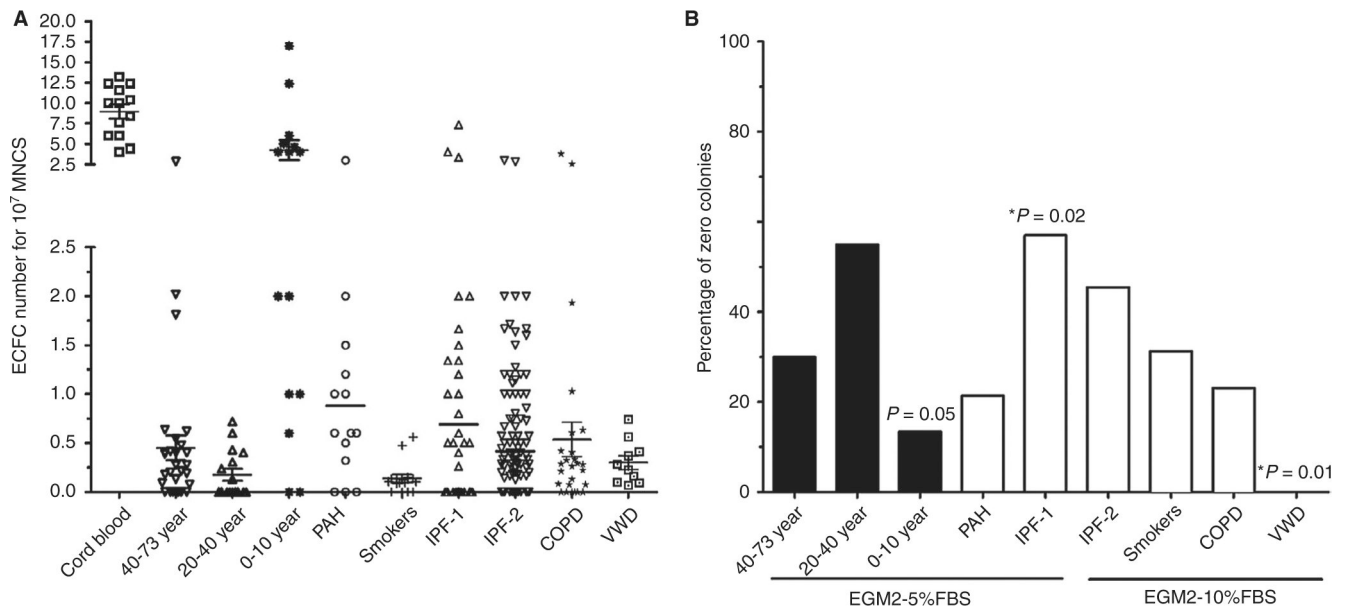 A
B
ECFC number for 10⁷ MNCS
20.0
17.5
15.0
12.5
10.0
7.5
5.0
2.5
2.5
2.0
1.5
1.0
0.5
0.0
Cord blood
40-73 year
20-40 year
0-10 year
PAH
Smokers
IPF-1
IPF-2
COPD
VWD
Percentage of zero colonies
100
80
40
20
0
P = 0.05
*P = 0.02
*P = 0.01
40-73 year
20-40 year
0-10 year
PAH
IPF-1
IPF-2
Smokers
COPD
VWD
EGM2-5%FBS
EGM2-10%FBS